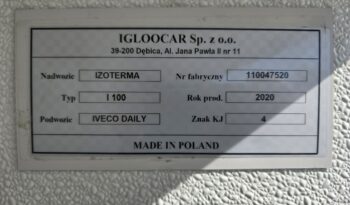 IGLOOCAR Sp. z o.o.
39-200 Dębica, Al. Jana Pawła II nr 11
Nadwozie IZOTERMA Nr fabryczny 110047520
Typ I 100 Rok prod. 2020
Podwozie IVECO DAILY Znak KJ 4
MADE IN POLAND